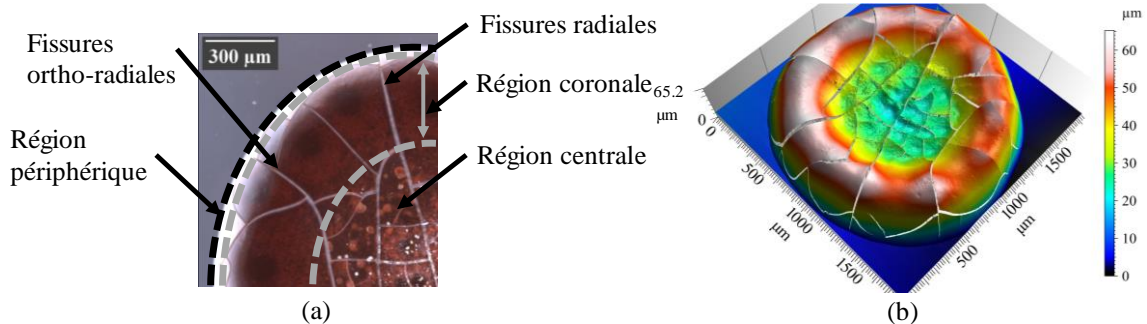 Fissures
ortho-radiales
Région
périphérique
300 µm
Fissures radiales
Région coronale
Région centrale
(a)
65.2
µm
0
0
500
1000
1500
µm
500
1000
1500
µm
µm
60
50
40
30
20
10
0
(b)